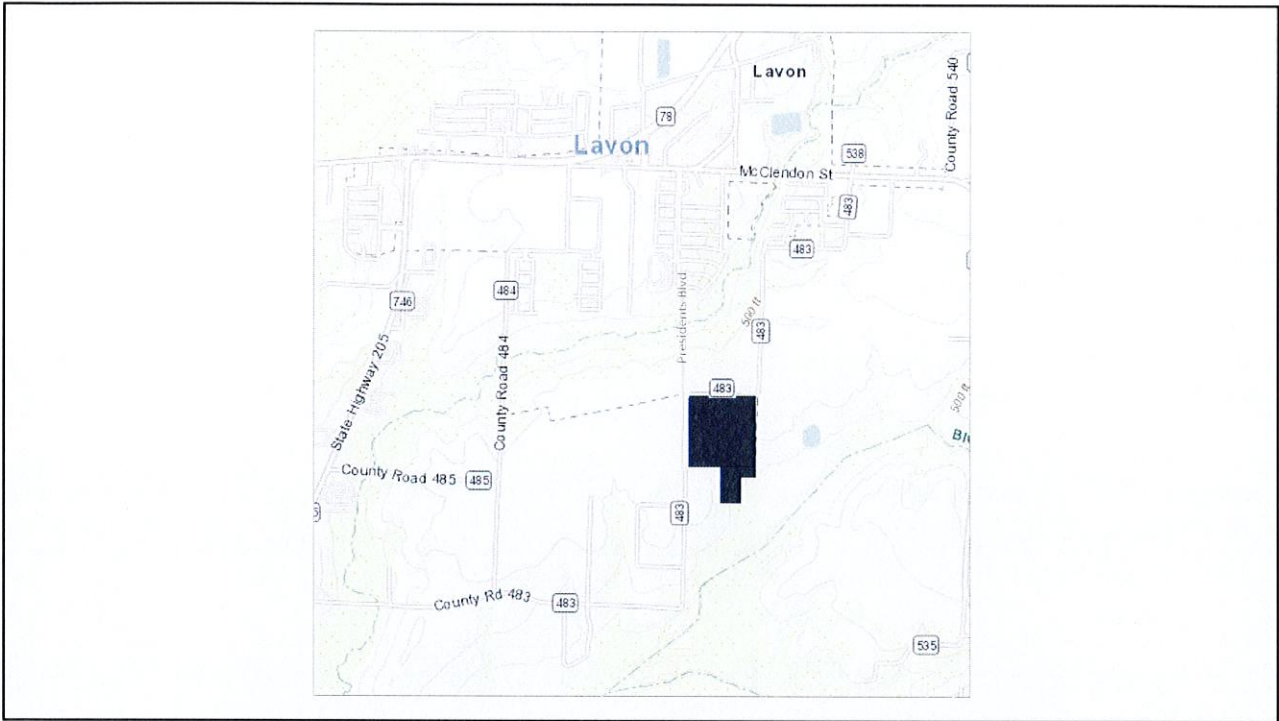 Lavon
County Road 540
78
Lavon
538
McClendon St
483
483
484
746
Presidents Blvd
500 ft
483
State Highway 205
County Road 484
483
500 ft
County Road 485
485
483
County Rd 483
483
535